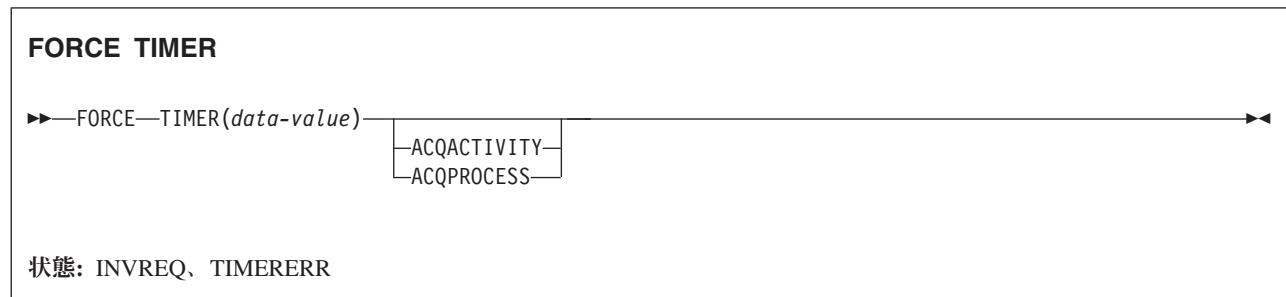 FORCE TIMER
FORCE TIMER(data-value)
ACQACTIVITY
ACQPROCESS
状態: INVREQ、TIMERERR